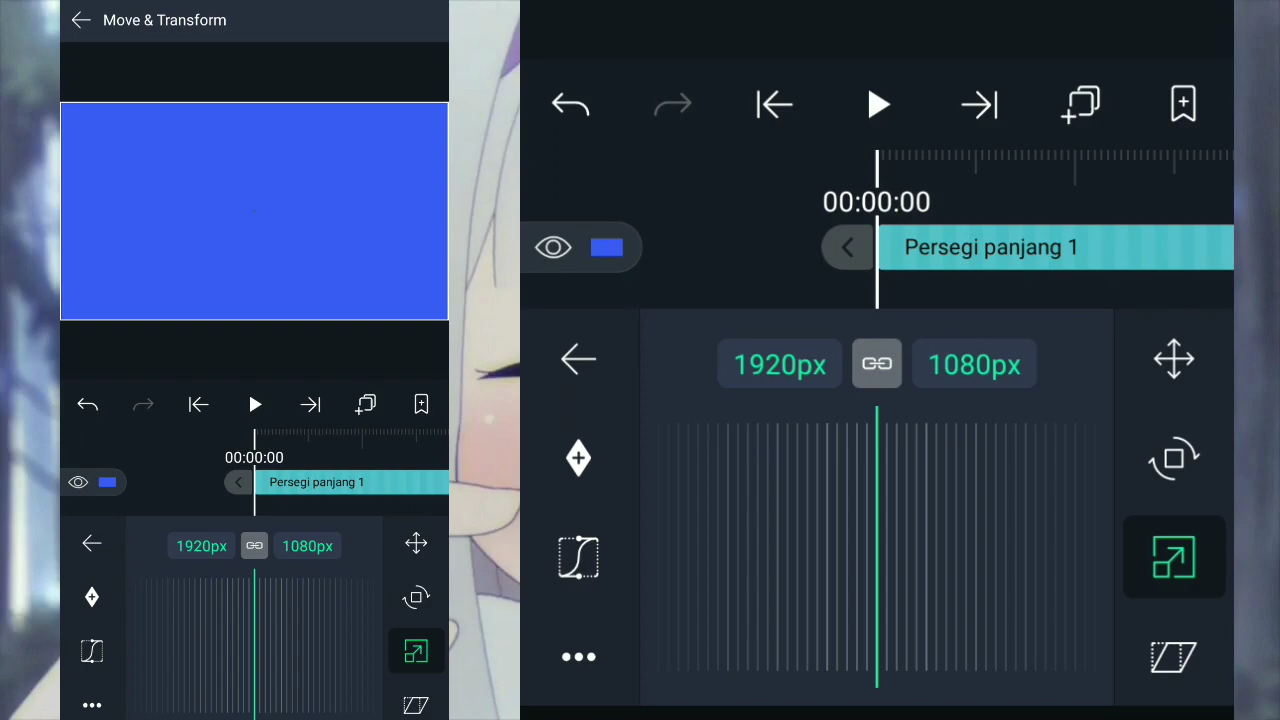 Move & Transform
00:00:00
Persegi panjang 1
1920px
1080px
00:00:00
Persegi panjang 1
1920px
1080px